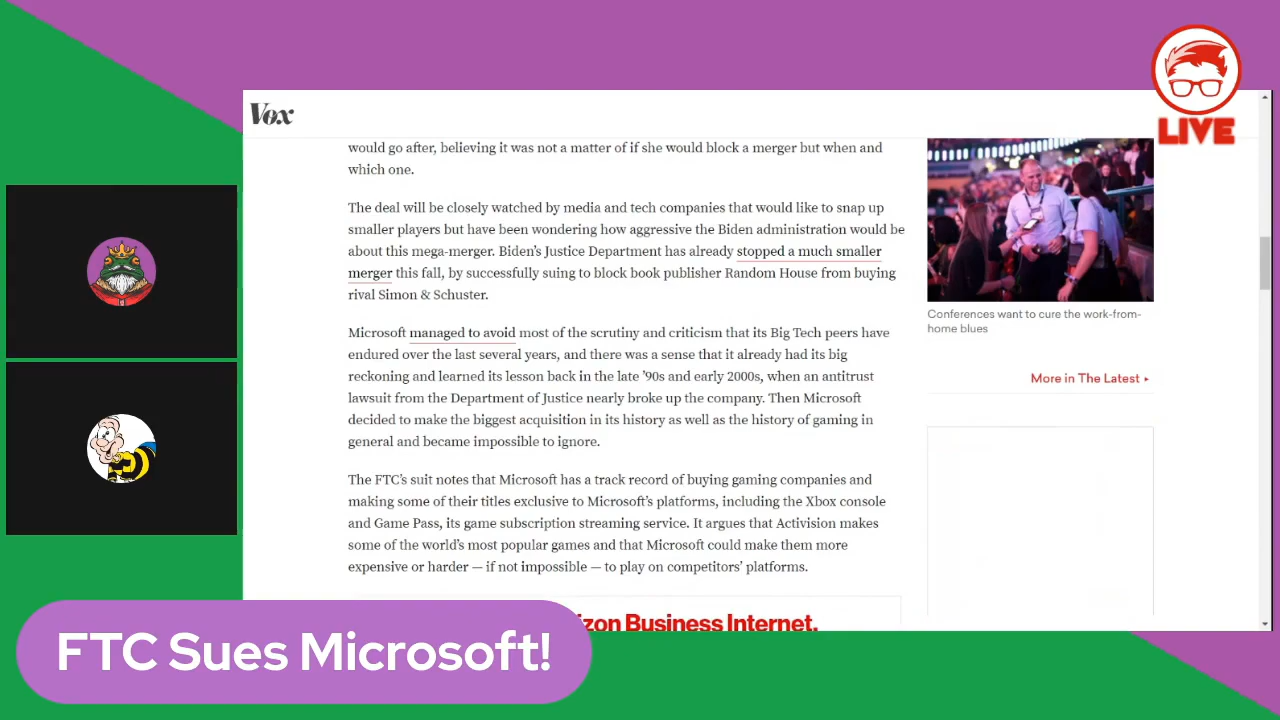 LIVE
Vox
would go after, believing it was not a matter of if she would block a merger but when and
which one.
The deal will be closely watched by media and tech companies that would like to snap up
smaller players but have been wondering how aggressive the Biden administration would be
about this mega-merger. Biden's Justice Department has already stopped a much smaller
merger this fall, by successfully suing to block book publisher Random House from buying
rival Simon & Schuster.
Microsoft managed to avoid most of the scrutiny and criticism that its Big Tech peers have
endured over the last several years, and there was a sense that it already had its big
reckoning and learned its lesson back in the late '90s and early 2000s, when an antitrust
lawsuit from the Department of Justice nearly broke up the company. Then Microsoft
decided to make the biggest acquisition in its history as well as the history of gaming in
general and became impossible to ignore.
The FTC's suit notes that Microsoft has a track record of buying gaming companies and
making some of their titles exclusive to Microsoft's platforms, including the Xbox console
and Game Pass, its game subscription streaming service. It argues that Activision makes
some of the world's most popular games and that Microsoft could make them more
expensive or harder — if not impossible — to play on competitors' platforms.
Conferences want to cure the work-from-
home blues
More in The Latest ▸
izon Business Internet.
FTC Sues Microsoft!